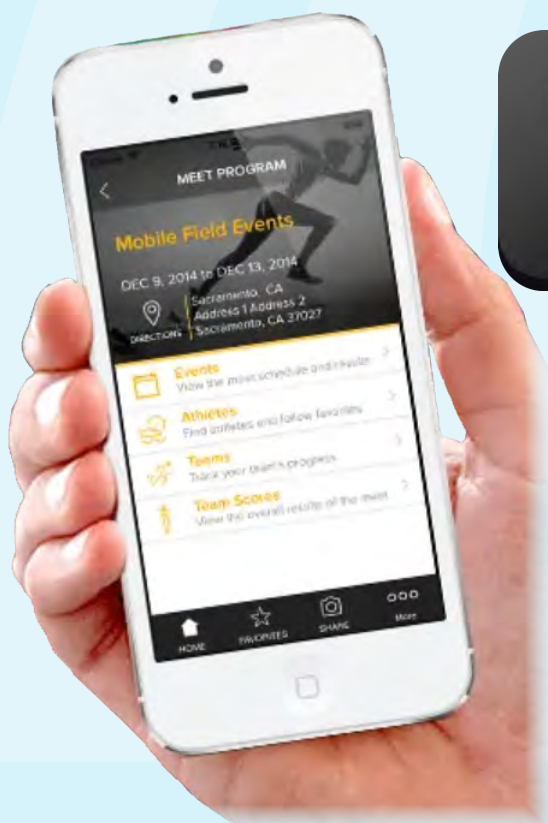 MEET PROGRAM
Mobile Field Events
DEC 9, 2014 to DEC 13, 2014
Sacramento, CA
Address 1 Address 2
Sacramento, CA 37027
DIRECTIONS
Events
View the meet schedule and results
Athletes
Find athletes and follow favorites
Teams
Track your team's progress
Team Scores
View the overall results of the meet
HOME
FAVORITES
SHARE
More